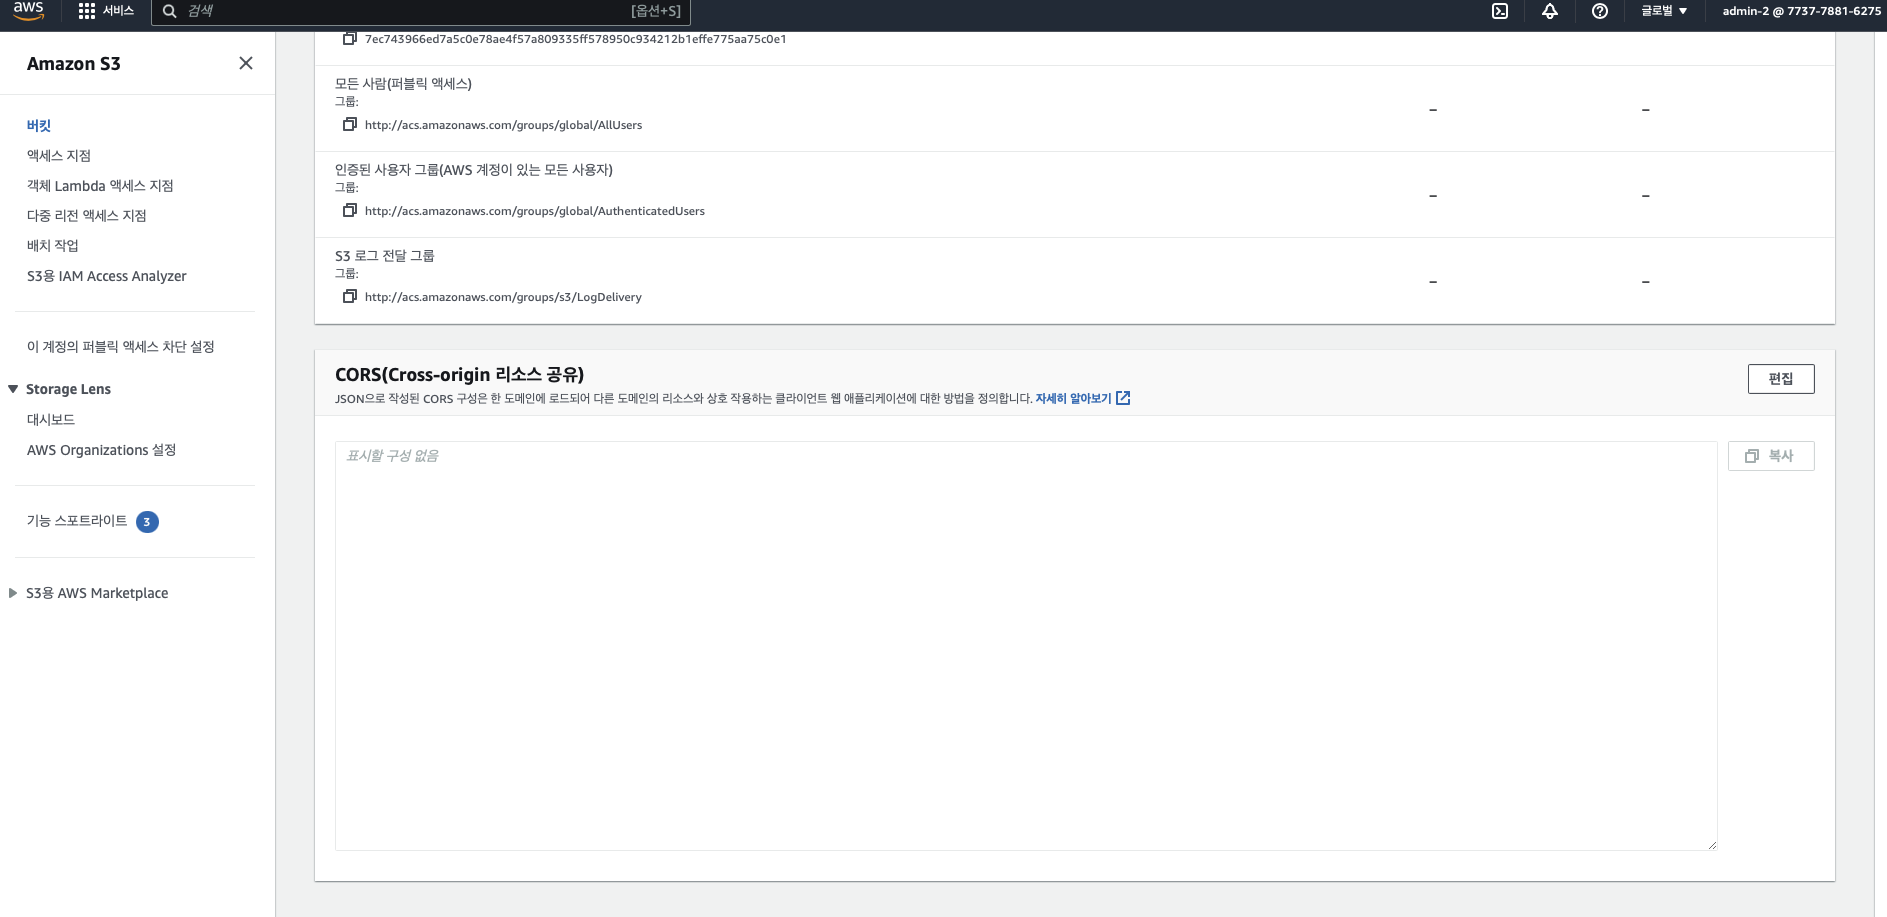 aws
서비스
검색
[옵션+S]
글로벌
admin-2 @ 7737-7881-6275
Amazon S3
버킷
액세스 지점
객체 Lambda 액세스 지점
다중 리전 액세스 지점
배치 작업
S3용 IAM Access Analyzer
이 계정의 퍼블릭 액세스 차단 설정
Storage Lens
대시보드
AWS Organizations 설정
기능 스포트라이트 3
S3용 AWS Marketplace
7ec743966ed7a5c0e78ae4f57a809335ff578950c934212b1effe775aa75c0e1
모든 사람(퍼블릭 액세스)
그룹:
http://acs.amazonaws.com/groups/global/AllUsers
– –
인증된 사용자 그룹(AWS 계정이 있는 모든 사용자)
그룹:
http://acs.amazonaws.com/groups/global/AuthenticatedUsers
– –
S3 로그 전달 그룹
그룹:
http://acs.amazonaws.com/groups/s3/LogDelivery
– –
CORS(Cross-origin 리소스 공유)
편집
JSON으로 작성된 CORS 구성은 한 도메인에 로드되어 다른 도메인의 리소스와 상호 작용하는 클라이언트 웹 애플리케이션에 대한 방법을 정의합니다. 자세히 알아보기
표시할 구성 없음
복사